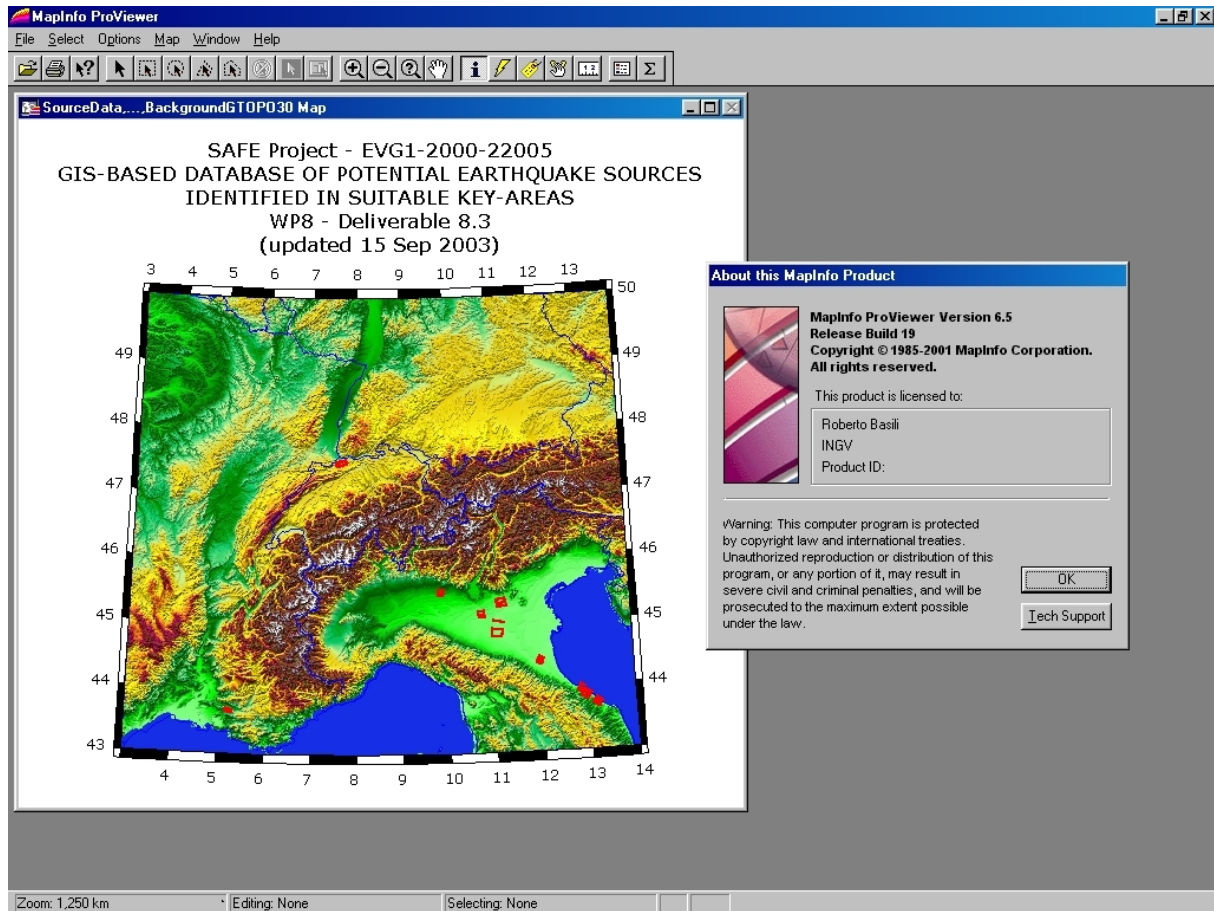 MapInfo ProViewer
File Select Options Map Window Help
SourceData,...,BackgroundGTOPO30 Map
SAFE Project - EVG1-2000-22005
GIS-BASED DATABASE OF POTENTIAL EARTHQUAKE SOURCES
IDENTIFIED IN SUITABLE KEY-AREAS
WP8 - Deliverable 8.3
(updated 15 Sep 2003)
3 4 5 6 7 8 9 10 11 12 13
50
49 49
48 48
47 47
46 46
45 45
44 44
43
4 5 6 7 8 9 10 11 12 13 14
About this MapInfo Product
MapInfo ProViewer Version 6.5
Release Build 19
Copyright © 1985-2001 MapInfo Corporation.
All rights reserved.
This product is licensed to:
Roberto Basili
INGV
Product ID:
Warning: This computer program is protected
by copyright law and international treaties.
Unauthorized reproduction or distribution of this
program, or any portion of it, may result in
severe civil and criminal penalties, and will be
prosecuted to the maximum extent possible
under the law.
OK
Tech Support
Zoom: 1,250 km Editing: None Selecting: None